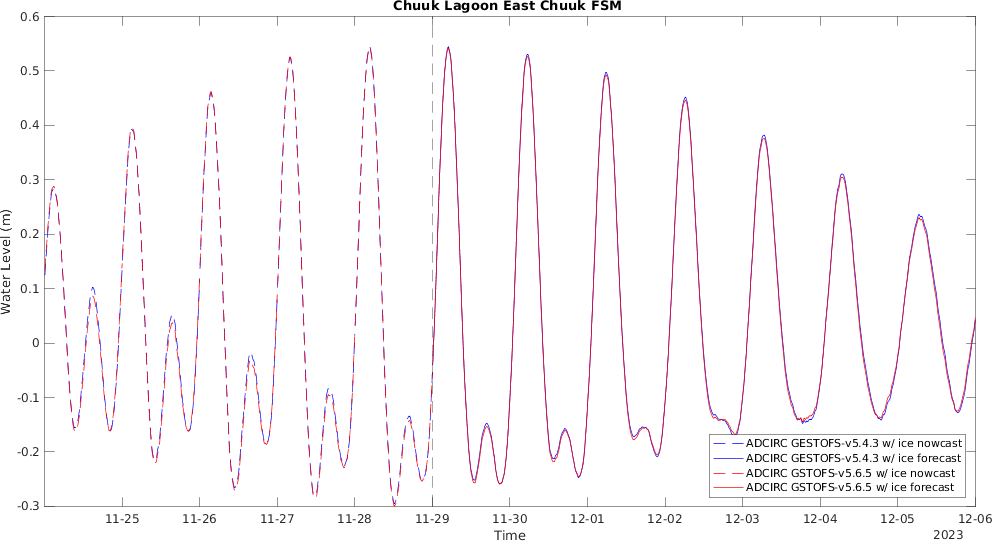 Chuuk Lagoon East Chuuk FSM
0.6
0.5
0.4
0.3
0.2
0.1
0
-0.1
-0.2
-0.3
Water Level (m)
ADCIRC GESTOFS-v5.4.3 w/ ice nowcast
ADCIRC GESTOFS-v5.4.3 w/ ice forecast
ADCIRC GSTOFS-v5.6.5 w/ ice nowcast
ADCIRC GSTOFS-v5.6.5 w/ ice forecast
11-25 11-26 11-27 11-28 11-29 11-30 12-01 12-02 12-03 12-04 12-05 12-06
Time
2023